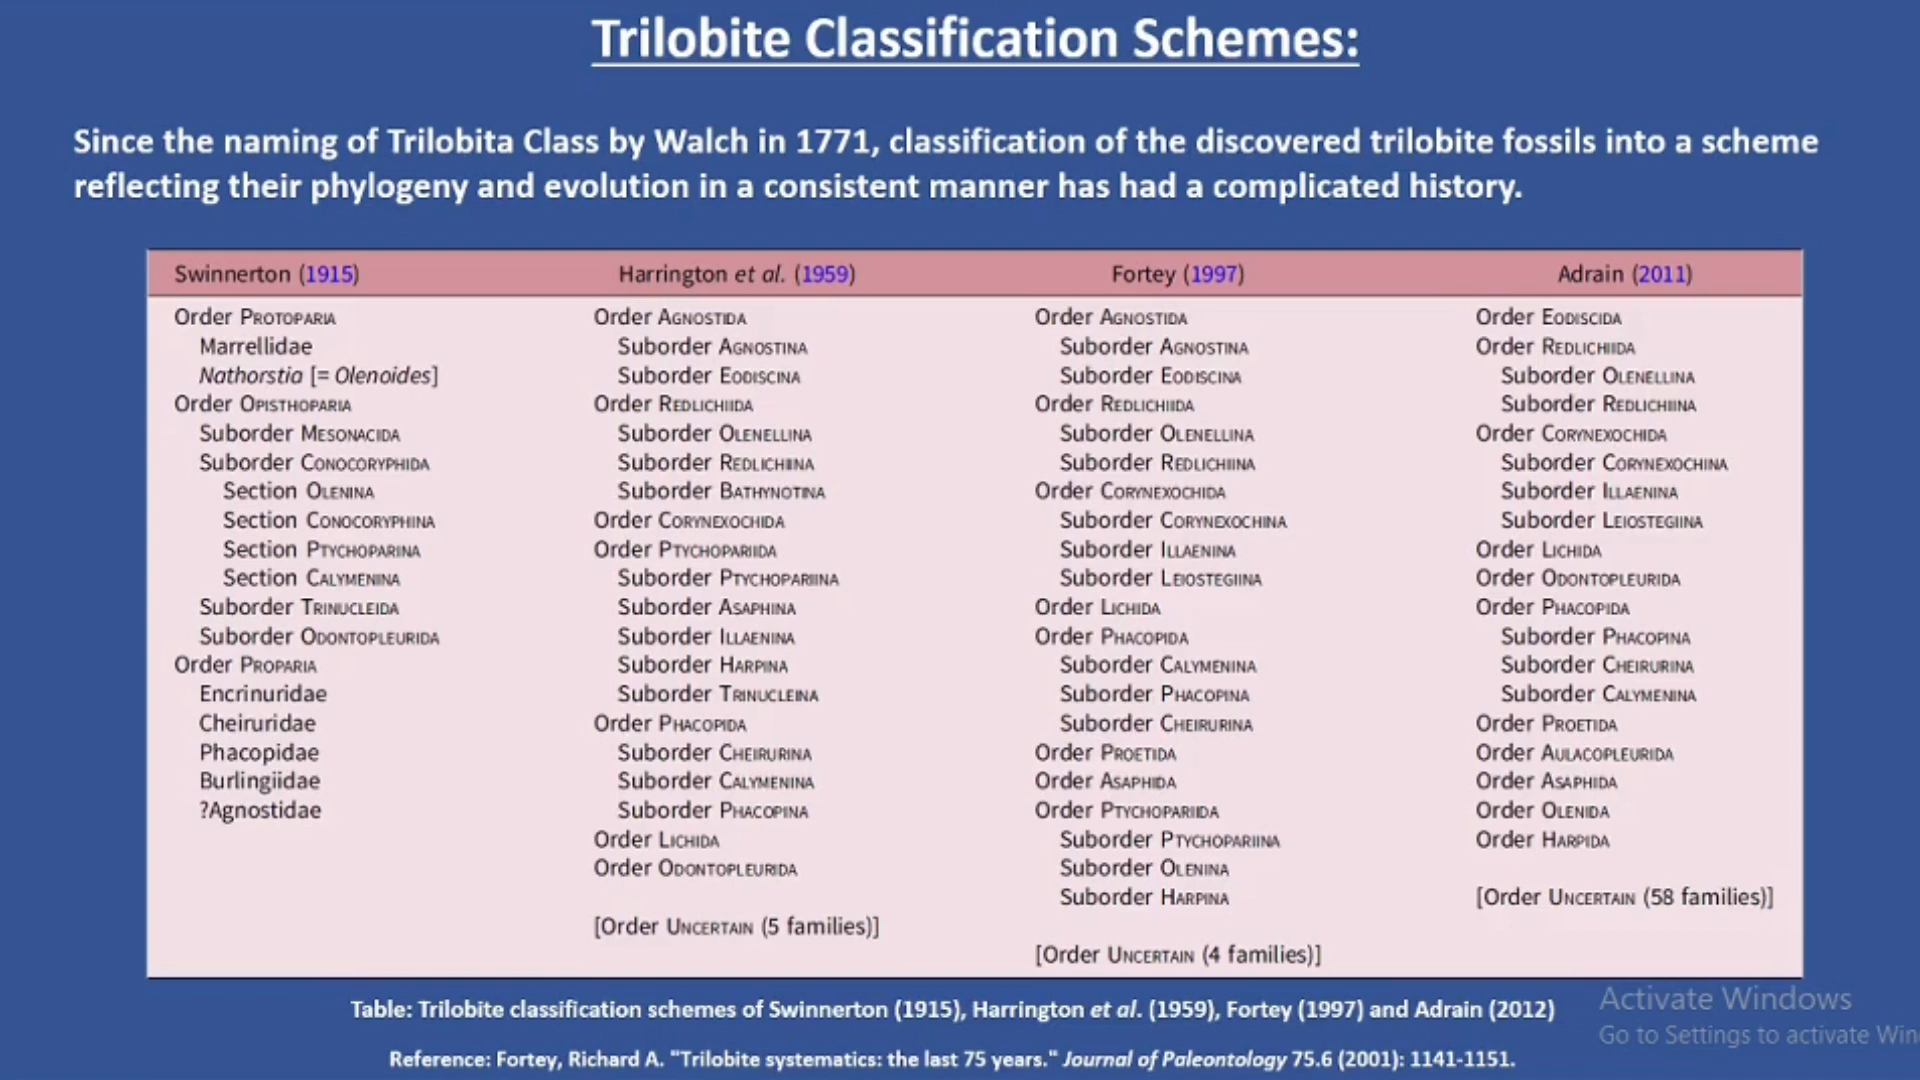 Trilobite Classification Schemes:
Since the naming of Trilobita Class by Walch in 1771, classification of the discovered trilobite fossils into a scheme
reflecting their phylogeny and evolution in a consistent manner has had a complicated history.
Swinnerton (1915)
Order PROTOPARIA
Marrellidae
Nathorstia [= Olenoides]
Order OPISTHOPARIA
Suborder MESONACIDA
Suborder CONOCORYPHIDA
Section OLENINA
Section CONOCORYPHINA
Section PTYCHOPARINA
Section CALYMENINA
Suborder TRINUCLEIDA
Suborder ODONTOPLEURIDA
Order PROPARIA
Encrinuridae
Cheiruridae
Phacopidae
Burlingiidae
?Agnostidae
Harrington et al. (1959)
Order AGNOSTIDA
Suborder AGNOSTINA
Suborder EODISCINA
Order REDLICHIIDA
Suborder OLENELLINA
Suborder REDLICHIINA
Suborder BATHYNOTINA
Order CORYNEXOCHIDA
Order PTYCHOPARIIDA
Suborder PTYCHOPARIINA
Suborder ASAPHINA
Suborder ILLAENINA
Suborder HARPINA
Suborder TRINUCLEINA
Order PHACOPIDA
Suborder CHEIRURINA
Suborder CALYMENINA
Suborder PHACOPINA
Order LICHIDA
Order ODONTOPLEURIDA
[Order UNCERTAIN (5 families)]
Fortey (1997)
Order AGNOSTIDA
Suborder AGNOSTINA
Suborder EODISCINA
Order REDLICHIIDA
Suborder OLENELLINA
Suborder REDLICHIINA
Order CORYNEXOCHIDA
Suborder CORYNEXOCHINA
Suborder ILLAENINA
Suborder LEIOSTEGIINA
Order LICHIDA
Order PHACOPIDA
Suborder CALYMENINA
Suborder PHACOPINA
Suborder CHEIRURINA
Order PROETIDA
Order ASAPHIDA
Order PTYCHOPARIIDA
Suborder PTYCHOPARIINA
Suborder OLENINA
Suborder HARPINA
[Order UNCERTAIN (4 families)]
Adrain (2011)
Order EODISCIDA
Order REDLICHIIDA
Suborder OLENELLINA
Suborder REDLICHIINA
Order CORYNEXOCHIDA
Suborder CORYNEXOCHINA
Suborder ILLAENINA
Suborder LEIOSTEGIINA
Order LICHIDA
Order ODONTOPLEURIDA
Order PHACOPIDA
Suborder PHACOPINA
Suborder CHEIRURINA
Suborder CALYMENINA
Order PROETIDA
Order AULACOPLEURIDA
Order ASAPHIDA
Order OLENIDA
Order HARPIDA
[Order UNCERTAIN (58 families)]
Table: Trilobite classification schemes of Swinnerton (1915), Harrington et al. (1959), Fortey (1997) and Adrain (2012)
Reference: Fortey, Richard A. "Trilobite systematics: the last 75 years." Journal of Paleontology 75.6 (2001): 1141-1151.
Activate Windows
Go to Settings to activate Win